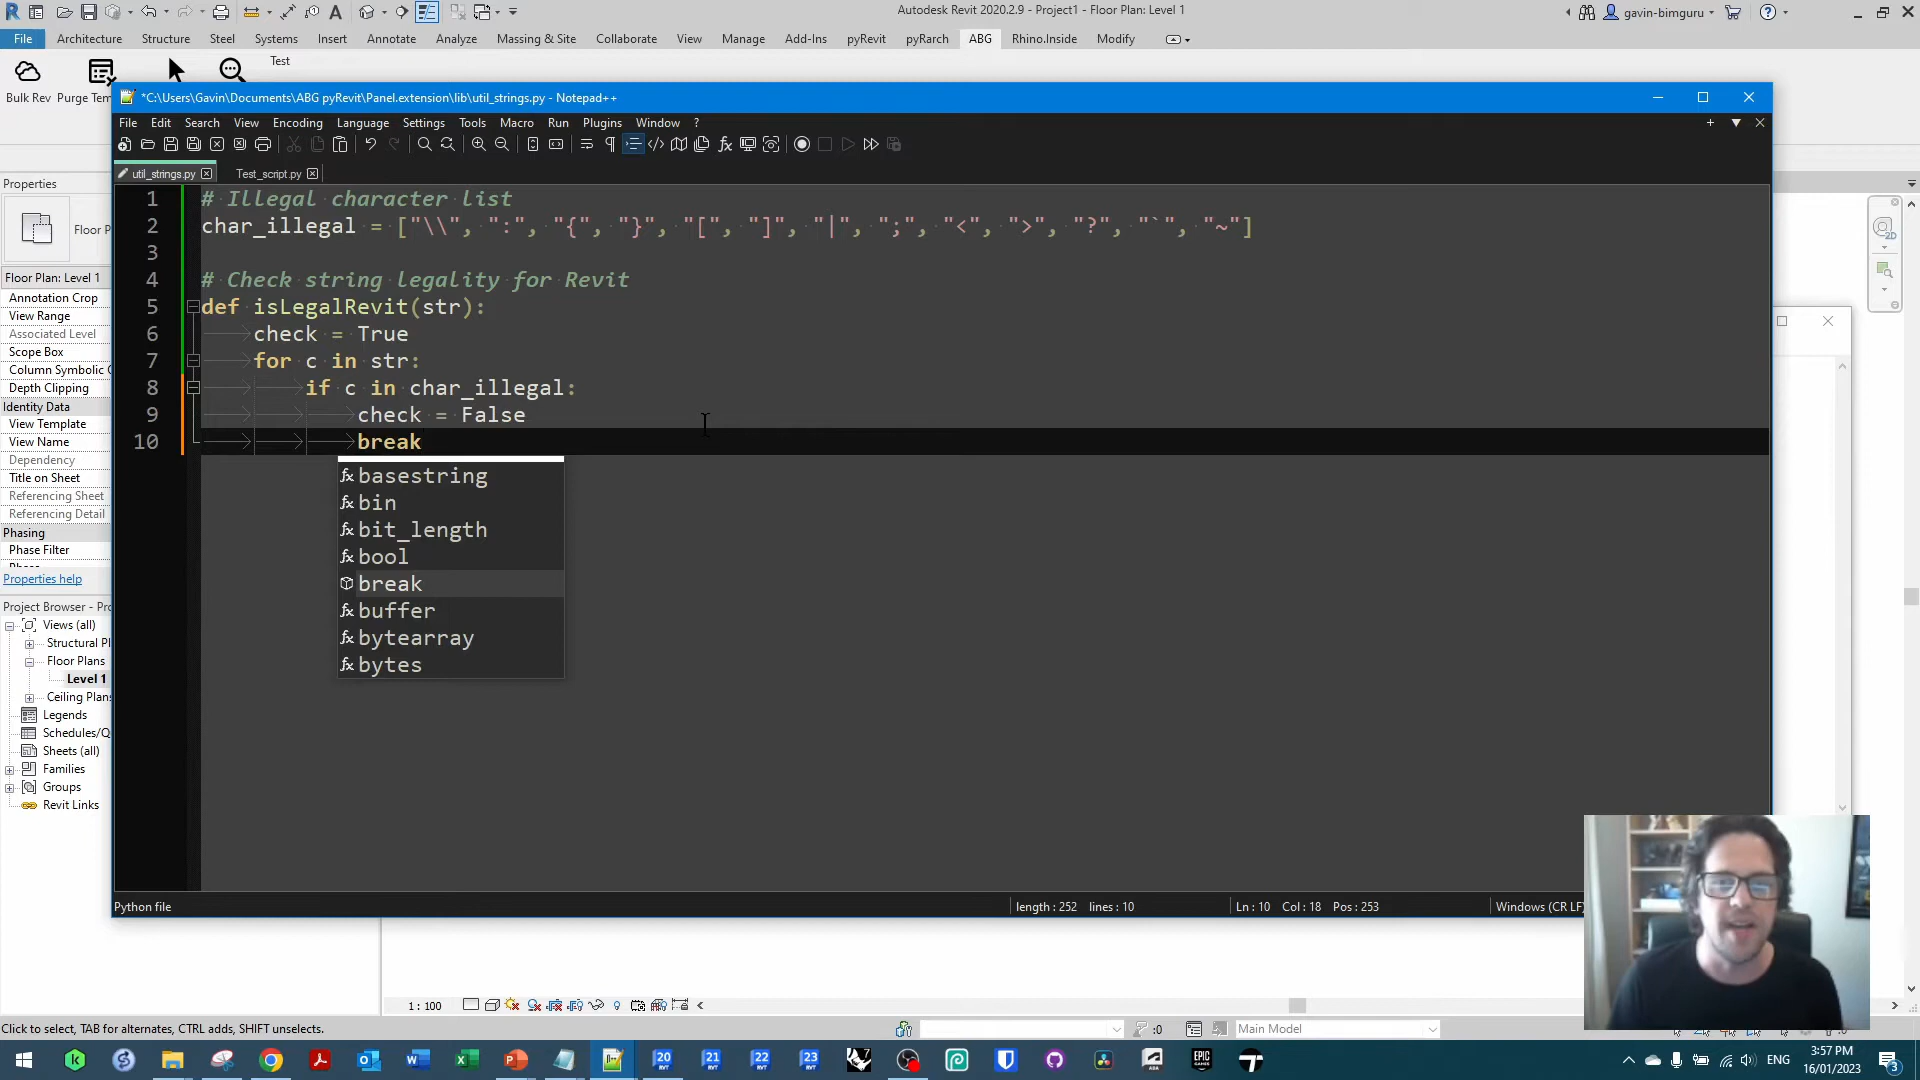 Autodesk Revit 2020.2.9 - Project1 - Floor Plan: Level 1
gavin-bimguru
File Architecture Structure Steel Systems Insert Annotate Analyze Massing & Site Collaborate View Manage Add-Ins pyRevit pyRarch ABG Rhino.Inside Modify
Test
Bulk Rev Purge Tem
*C:\Users\Gavin\Documents\ABG pyRevit\Panel.extension\lib\util_strings.py - Notepad++
File Edit Search View Encoding Language Settings Tools Macro Run Plugins Window ?
util_strings.py Test_script.py
1 # Illegal character list
2 char_illegal = ["\\", ":", "{", "}", "[", "]", "|", ";", "<", ">", "?", "`", "~"]
3
4 # Check string legality for Revit
5 def isLegalRevit(str):
6 check = True
7 for c in str:
8 if c in char_illegal:
9 check = False
10 break
basestring
bin
bit_length
bool
break
buffer
bytearray
bytes
Python file length : 252 lines : 10 Ln : 10 Col : 18 Pos : 253 Windows (CR LF)
Properties
Floor P
Floor Plan: Level 1
Annotation Crop
View Range
Associated Level
Scope Box
Column Symbolic
Depth Clipping
Identity Data
View Template
View Name
Dependency
Title on Sheet
Referencing Sheet
Referencing Detail
Phasing
Phase Filter
Properties help
Project Browser - Pro
Views (all)
Structural Pl
Floor Plans
Level 1
Ceiling Plans
Legends
Schedules/Q
Sheets (all)
Families
Groups
Revit Links
1 : 100
Click to select, TAB for alternates, CTRL adds, SHIFT unselects.
:0 Main Model
20 21 22 23
ENG
3:57 PM
16/01/2023
3